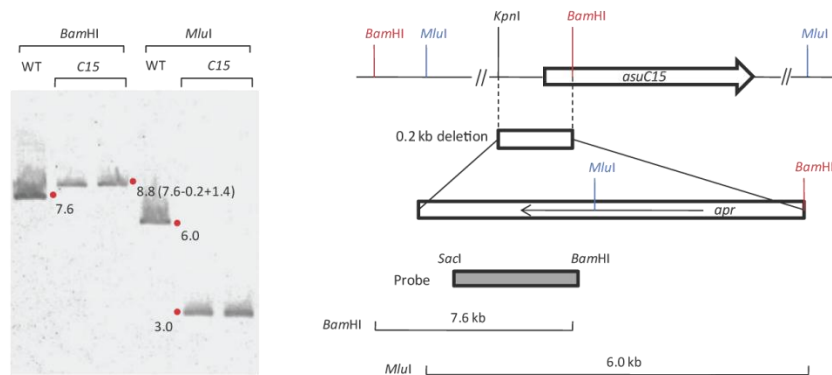 BamHI MluI
WT C15 WT C15
8.8 (7.6-0.2+1.4)
7.6
6.0
3.0
KpnI
BamHI MluI BamHI MluI
// asuC15 //
0.2 kb deletion
MluI BamHI
apr
SacI BamHI
Probe
BamHI 7.6 kb
MluI 6.0 kb